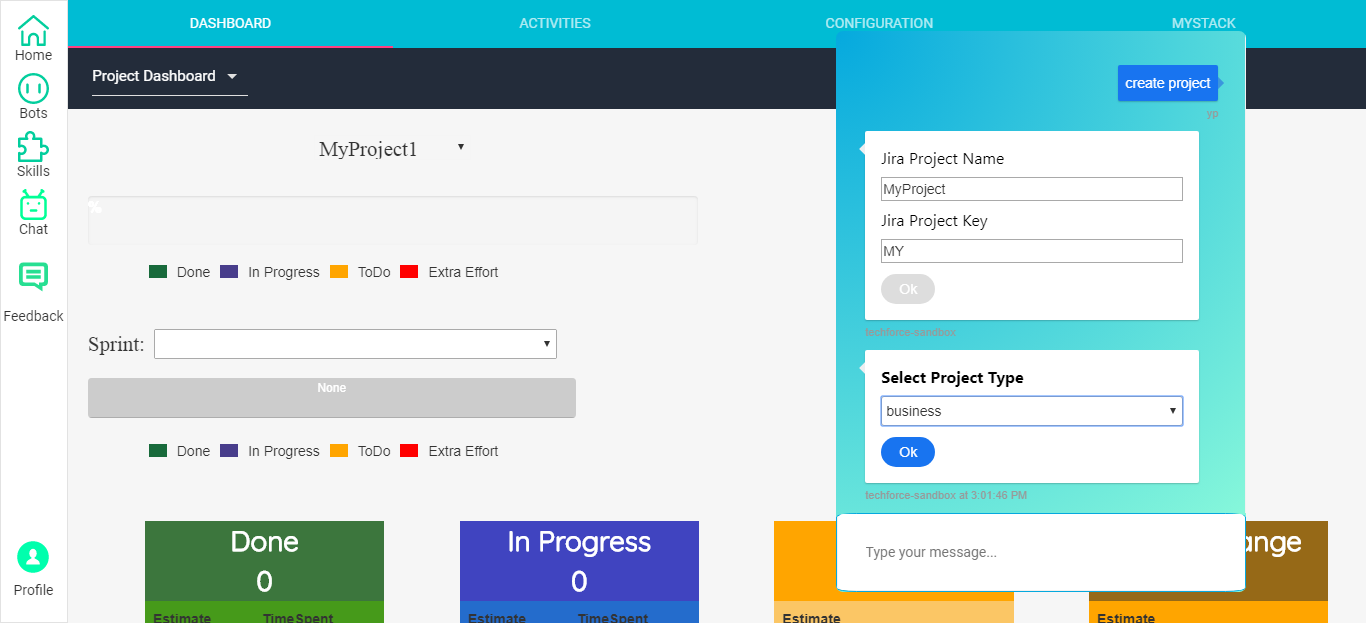 DASHBOARD
ACTIVITIES
CONFIGURATION
MYSTACK
Home
Bots
Skills
Chat
Feedback
Profile
Project Dashboard
MyProject1
%
Done
In Progress
ToDo
Extra Effort
Sprint:
None
Done
In Progress
ToDo
Extra Effort
Done
0
Estimate
TimeSpent
In Progress
0
Estimate
TimeSpent
Estimate
ange
Estimate
create project
yp
Jira Project Name
MyProject
Jira Project Key
MY
Ok
techforce-sandbox
Select Project Type
business
Ok
techforce-sandbox at 3:01:46 PM
Type your message...